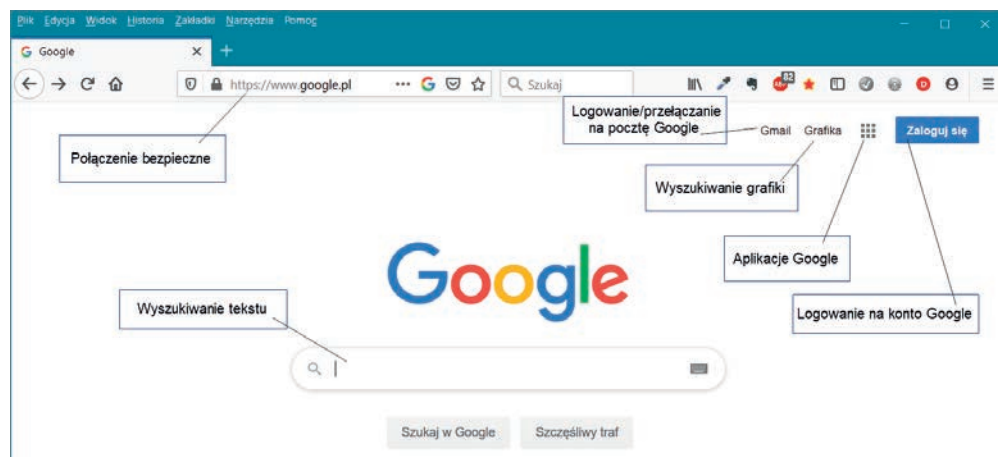 Plik Edycja Widok Historia Zakładki Narzędzia Pomoc
Google
https://www.google.pl
Szukaj
12
Logowanie/przełączanie
na pocztę Google
Gmail Grafika
Zaloguj się
Połączenie bezpieczne
Wyszukiwanie grafiki
Aplikacje Google
Google
Wyszukiwanie tekstu
Logowanie na konto Google
Szukaj w Google Szczęśliwy traf